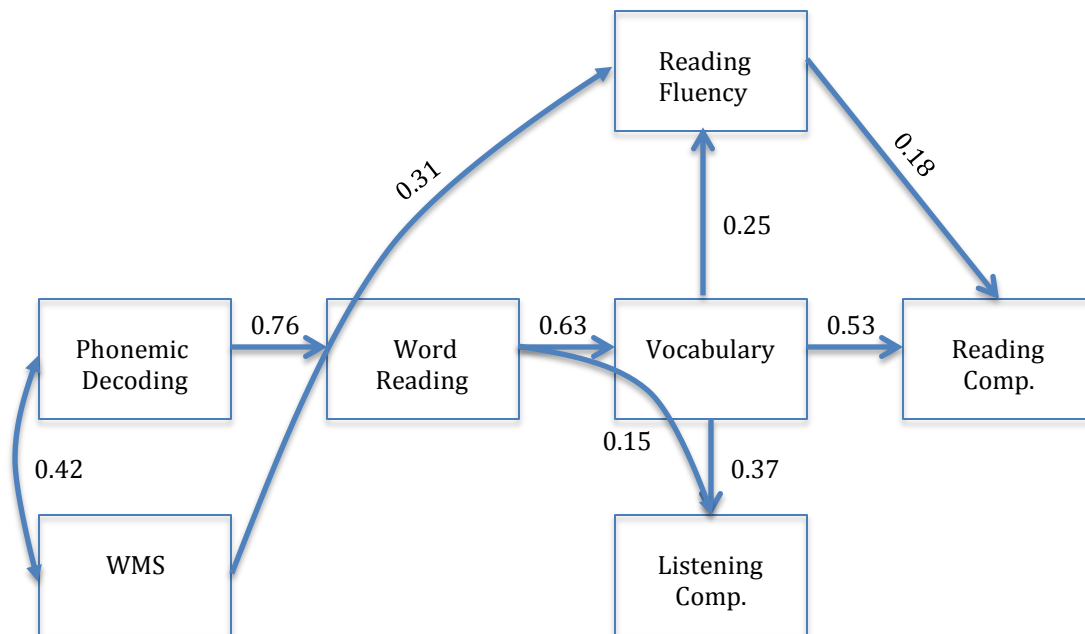 Reading
Fluency
0.31
0.18
0.25
0.76
0.63
0.53
Phonemic
Decoding
Word
Reading
Vocabulary
Reading
Comp.
0.42
0.15
0.37
WMS
Listening
Comp.